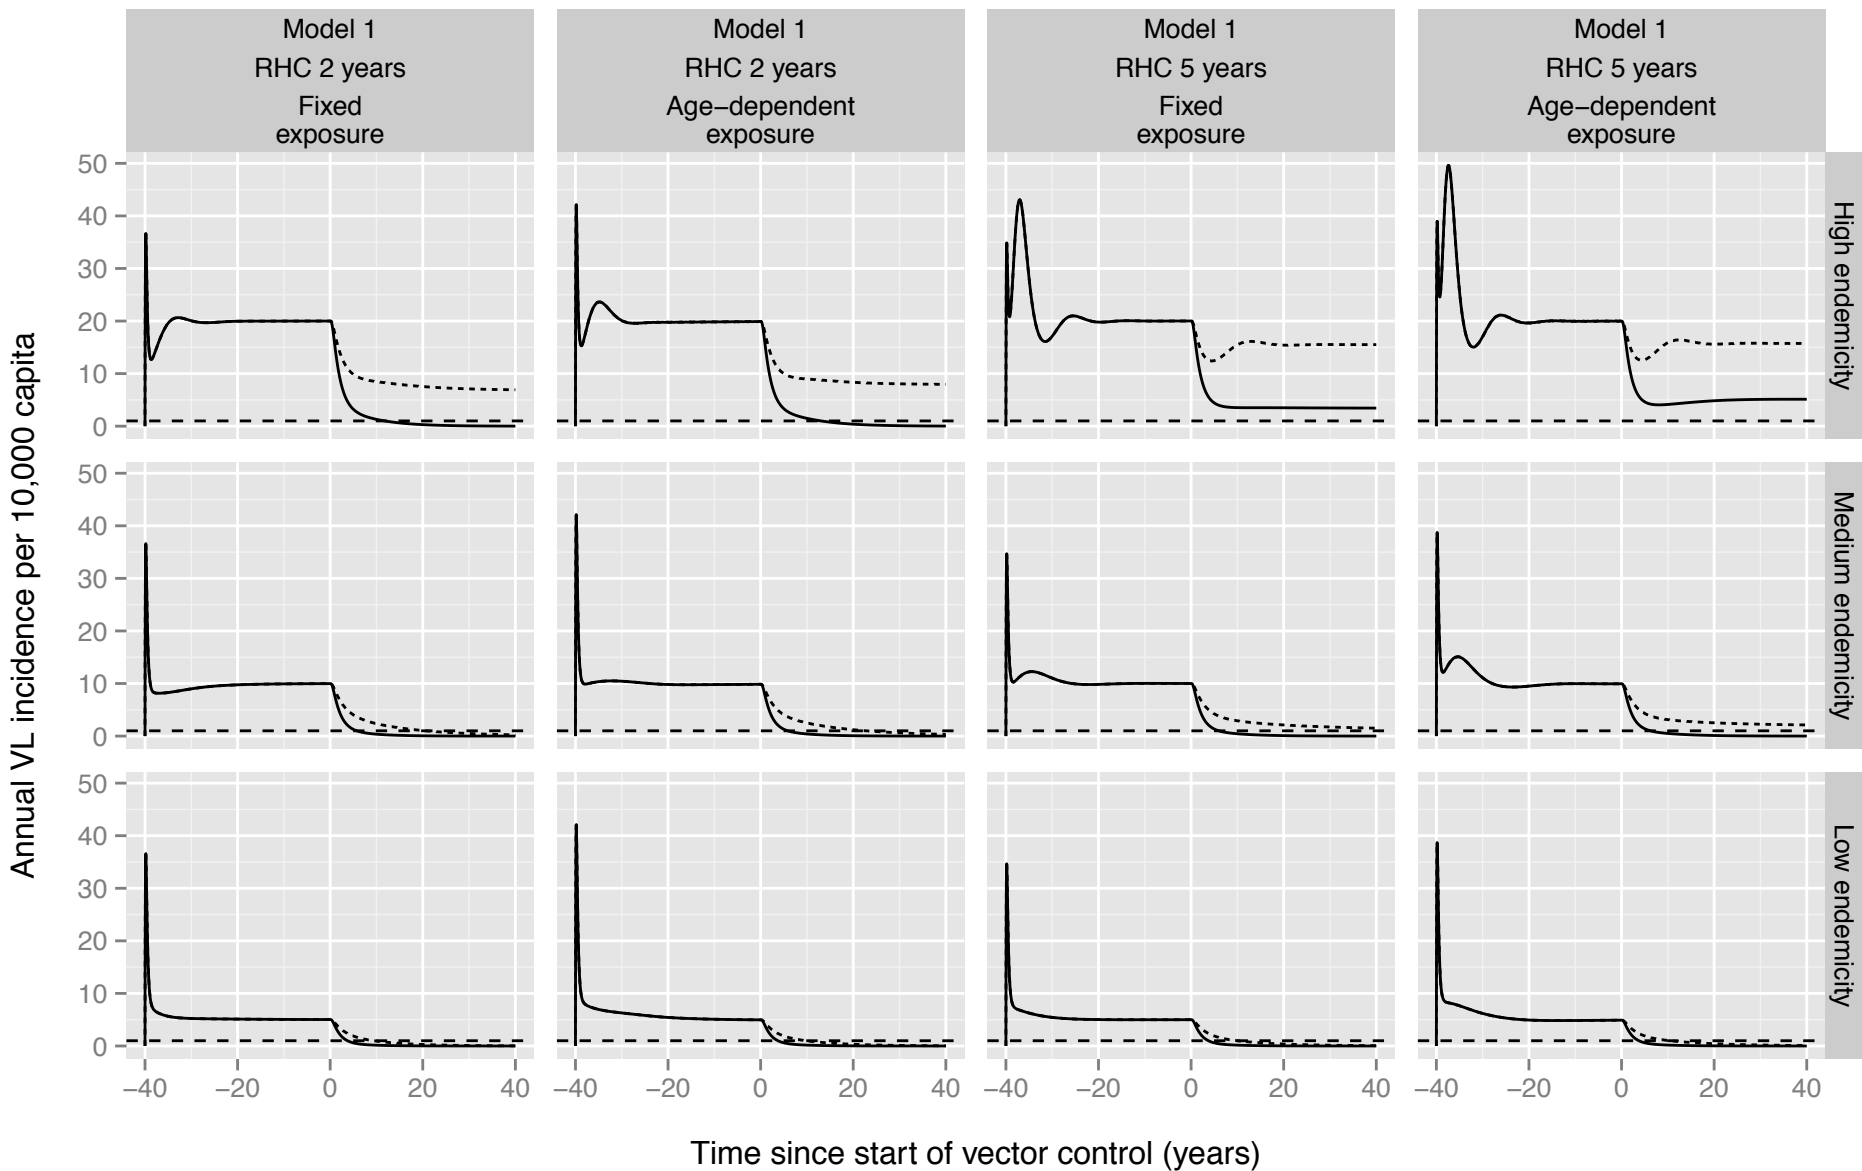 Model 1
RHC 2 years
Fixed
exposure
Model 1
RHC 2 years
Age−dependent
exposure
Model 1
RHC 5 years
Fixed
exposure
Model 1
RHC 5 years
Age−dependent
exposure
50
40
30
20
10
0
High endemicity
50
40
30
20
10
0
Medium endemicity
50
40
30
20
10
0
Low endemicity
−40 −20 0 20 40
−40 −20 0 20 40
−40 −20 0 20 40
−40 −20 0 20 40
Annual VL incidence per 10,000 capita
Time since start of vector control (years)